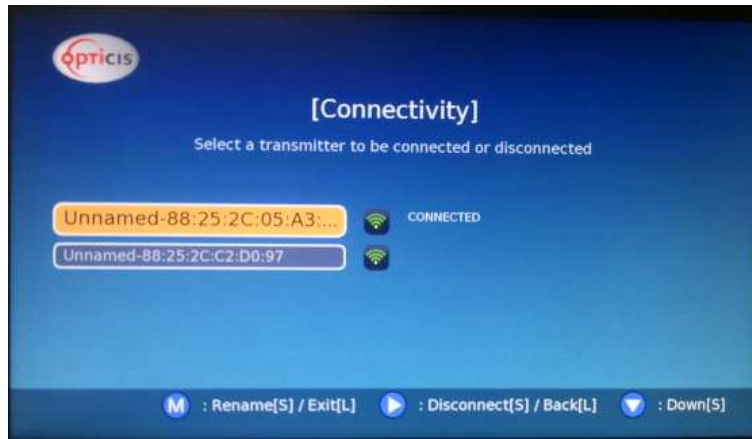 OPTICIS
[Connectivity]
Select a transmitter to be connected or disconnected
Unnamed-88:25:2C:05:A3:... CONNECTED
Unnamed-88:25:2C:C2:D0:97
M : Rename[S] / Exit[L] : Disconnect[S] / Back[L] : Down[S]